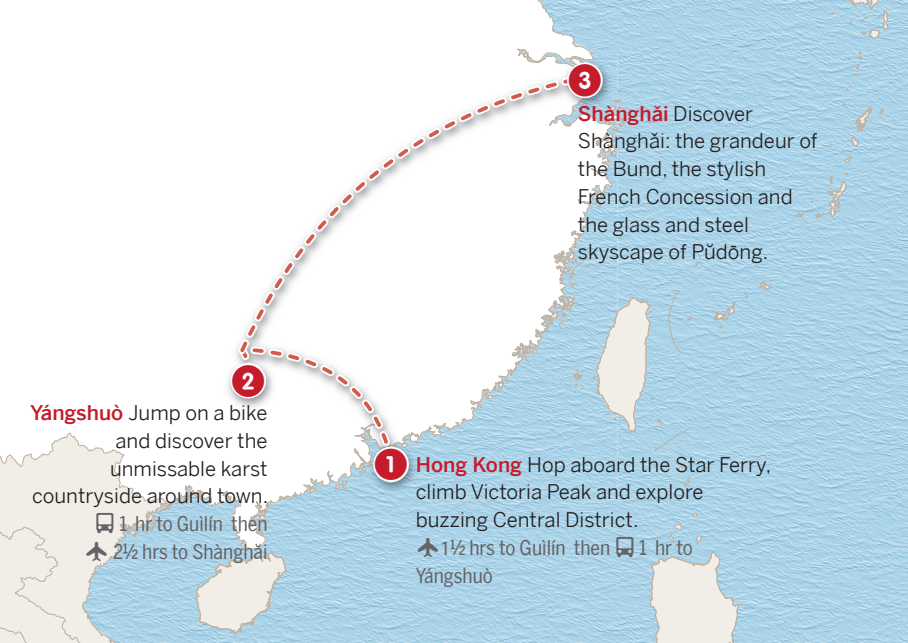 3
Shànghǎi Discover
Shànghǎi: the grandeur of
the Bund, the stylish
French Concession and
the glass and steel
skyscape of Pǔdōng.
2
Yángshuò Jump on a bike
and discover the
unmissable karst
countryside around town.
1 hr to Guìlín then
2½ hrs to Shànghǎi
1
Hong Kong Hop aboard the Star Ferry,
climb Victoria Peak and explore
buzzing Central District.
1½ hrs to Guìlín then 1 hr to
Yángshuò